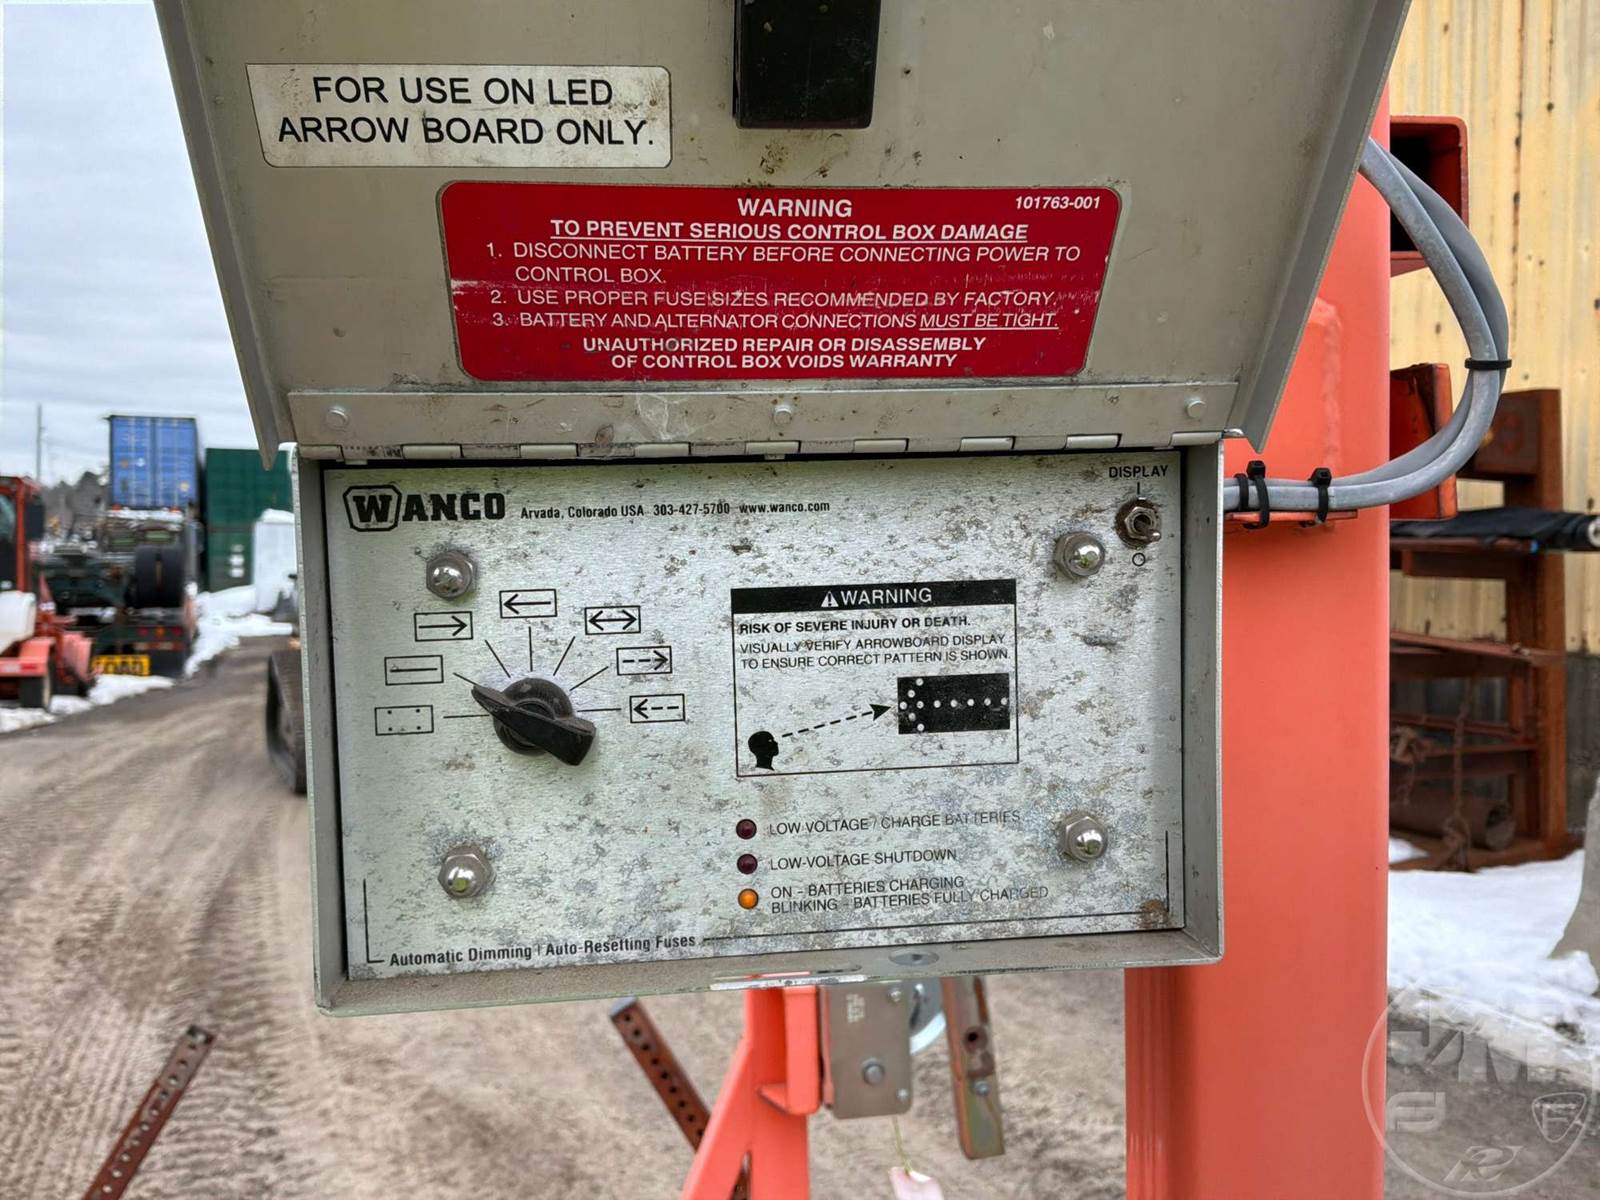 FOR USE ON LED
ARROW BOARD ONLY.
WARNING
101763-001
TO PREVENT SERIOUS CONTROL BOX DAMAGE
1. DISCONNECT BATTERY BEFORE CONNECTING POWER TO
CONTROL BOX.
2. USE PROPER FUSE SIZES RECOMMENDED BY FACTORY.
3. BATTERY AND ALTERNATOR CONNECTIONS MUST BE TIGHT.
UNAUTHORIZED REPAIR OR DISASSEMBLY
OF CONTROL BOX VOIDS WARRANTY
DISPLAY
WANCO Arvada, Colorado USA 303-427-5700 www.wanco.com
WARNING
RISK OF SEVERE INJURY OR DEATH.
VISUALLY VERIFY ARROWBOARD DISPLAY
TO ENSURE CORRECT PATTERN IS SHOWN.
LOW VOLTAGE / CHARGE BATTERIES
LOW-VOLTAGE SHUTDOWN
ON - BATTERIES CHARGING
BLINKING - BATTERIES FULLY CHARGED
Automatic Dimming | Auto-Resetting Fuses